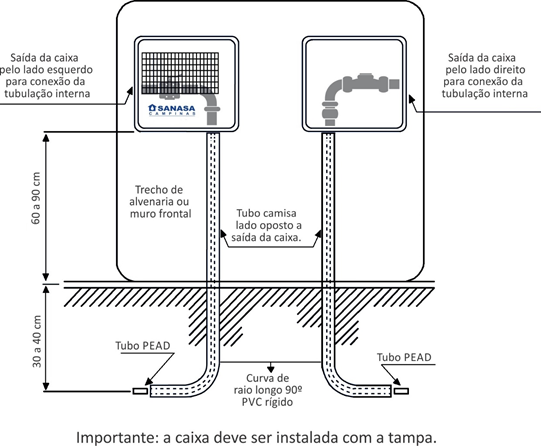 Saída da caixa
pelo lado esquerdo
para conexão da
tubulação interna
SANASA
CAMPINAS
Saída da caixa
pelo lado direito
para conexão da
tubulação interna
60 a 90 cm
Trecho de
alvenaria ou
muro frontal
Tubo camisa
lado oposto a
saída da caixa.
30 a 40 cm
Tubo PEAD
Tubo PEAD
Curva de
raio longo 90º
PVC rígido
Importante: a caixa deve ser instalada com a tampa.